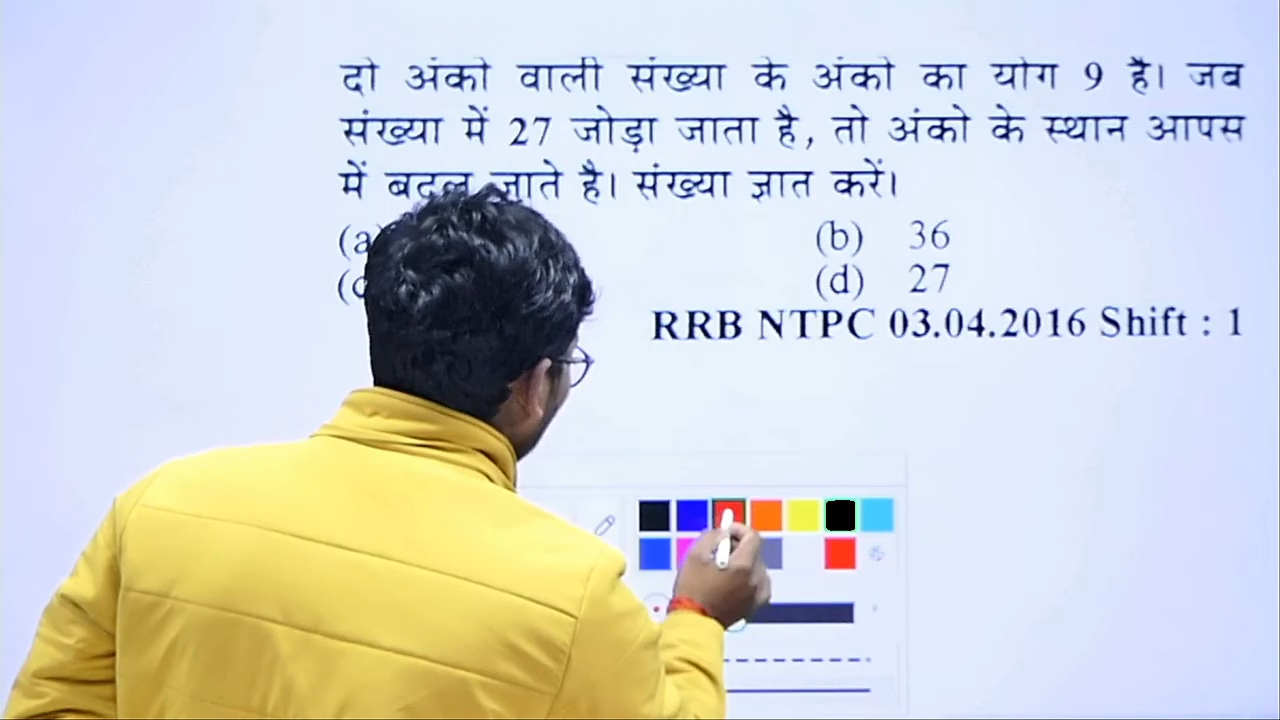 दो अंको वाली संख्या के अंको का योग 9 है। जब
संख्या में 27 जोड़ा जाता है, तो अंको के स्थान आपस
में बदल जाते है। संख्या ज्ञात करें।
(a) (b) 36
(d) 27
RRB NTPC 03.04.2016 Shift : 1